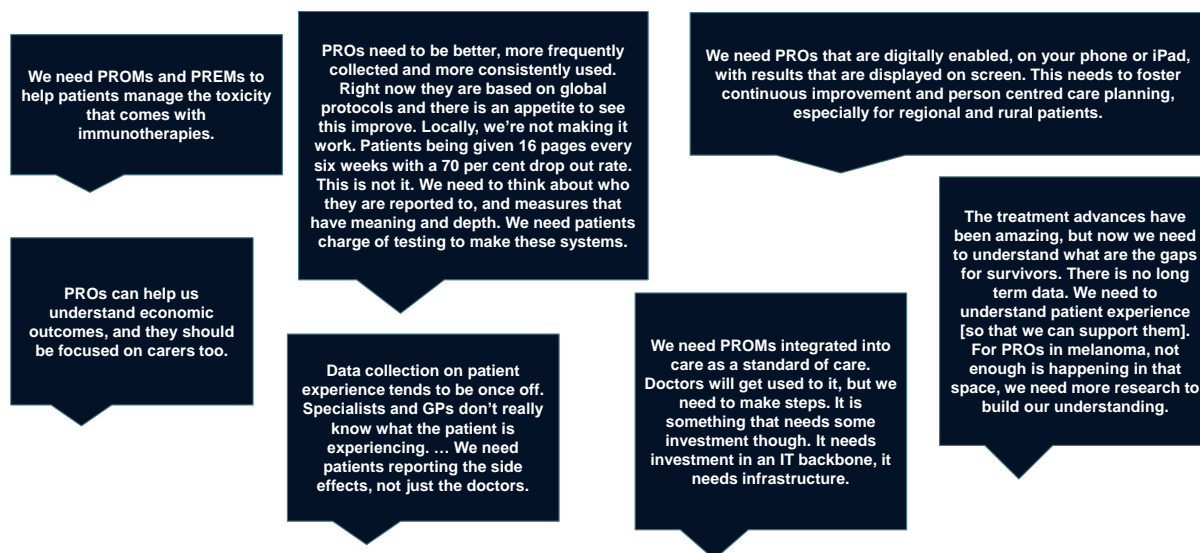 We need PROMs and PREMs to
help patients manage the toxicity
that comes with
immunotherapies.
PROs need to be better, more frequently
collected and more consistently used.
Right now they are based on global
protocols and there is an appetite to see
this improve. Locally, we're not making it
work. Patients being given 16 pages every
six weeks with a 70 per cent drop out rate.
This is not it. We need to think about who
they are reported to, and measures that
have meaning and depth. We need patients
charge of testing to make these systems.
We need PROs that are digitally enabled, on your phone or iPad,
with results that are displayed on screen. This needs to foster
continuous improvement and person centred care planning,
especially for regional and rural patients.
PROs can help us
understand economic
outcomes, and they should
be focused on carers too.
Data collection on patient
experience tends to be once off.
Specialists and GPs don't really
know what the patient is
experiencing. … We need
patients reporting the side
effects, not just the doctors.
We need PROMs integrated into
care as a standard of care.
Doctors will get used to it, but we
need to make steps. It is
something that needs some
investment though. It needs
investment in an IT backbone, it
needs infrastructure.
The treatment advances have
been amazing, but now we need
to understand what are the gaps
for survivors. There is no long
term data. We need to
understand patient experience
[so that we can support them].
For PROs in melanoma, not
enough is happening in that
space, we need more research to
build our understanding.